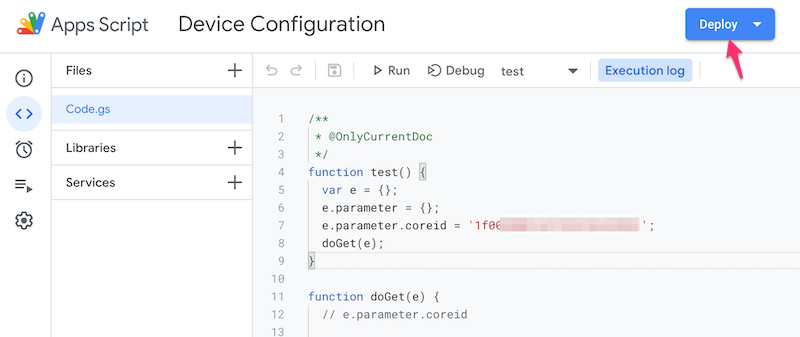 Apps Script Device Configuration Deploy
Files
Run Debug test Execution log
Code.gs
Libraries
Services
1 /**
2 * @OnlyCurrentDoc
3 */
4 function test() {
5 var e = {};
6 e.parameter = {};
7 e.parameter.coreid = '1f00 ';
8 doGet(e);
9 }
10
11 function doGet(e) {
12 // e.parameter.coreid
13